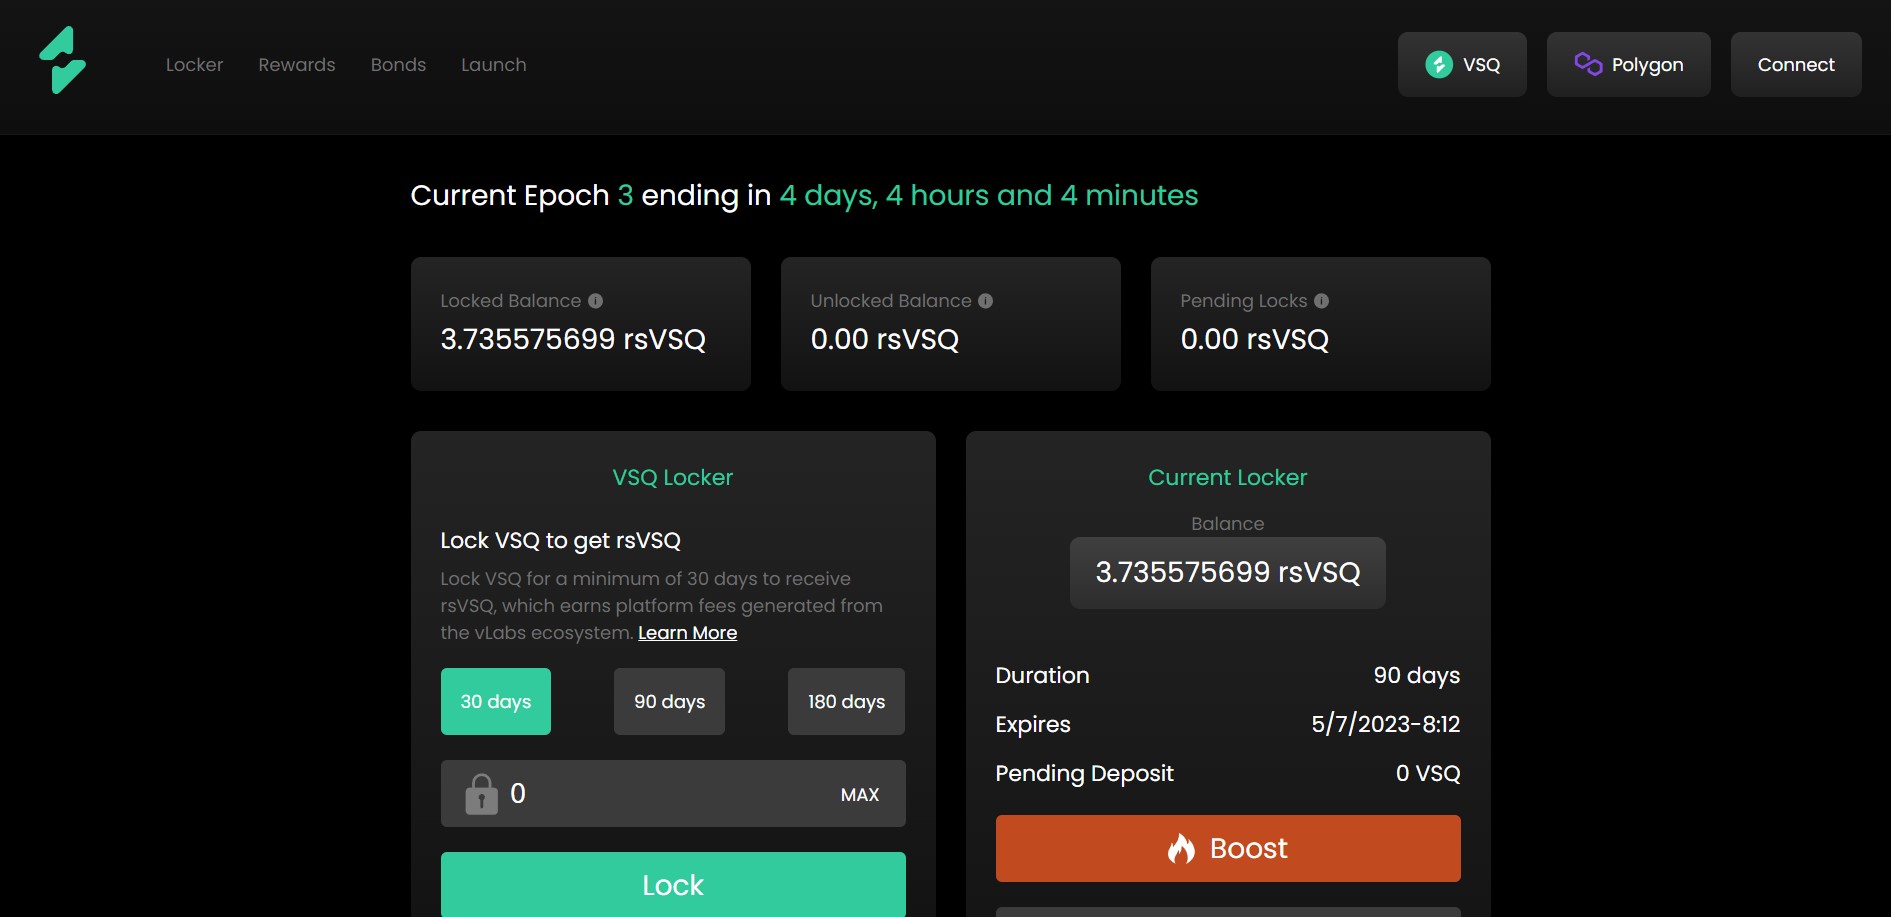 Locker Rewards Bonds Launch VSQ Polygon Connect
Current Epoch 3 ending in 4 days, 4 hours and 4 minutes
Locked Balance
3.735575699 rsVSQ
Unlocked Balance
0.00 rsVSQ
Pending Locks
0.00 rsVSQ
VSQ Locker
Lock VSQ to get rsVSQ
Lock VSQ for a minimum of 30 days to receive
rsVSQ, which earns platform fees generated from
the vLabs ecosystem. Learn More
30 days 90 days 180 days
0 MAX
Lock
Current Locker
Balance
3.735575699 rsVSQ
Duration 90 days
Expires 5/7/2023-8:12
Pending Deposit 0 VSQ
Boost